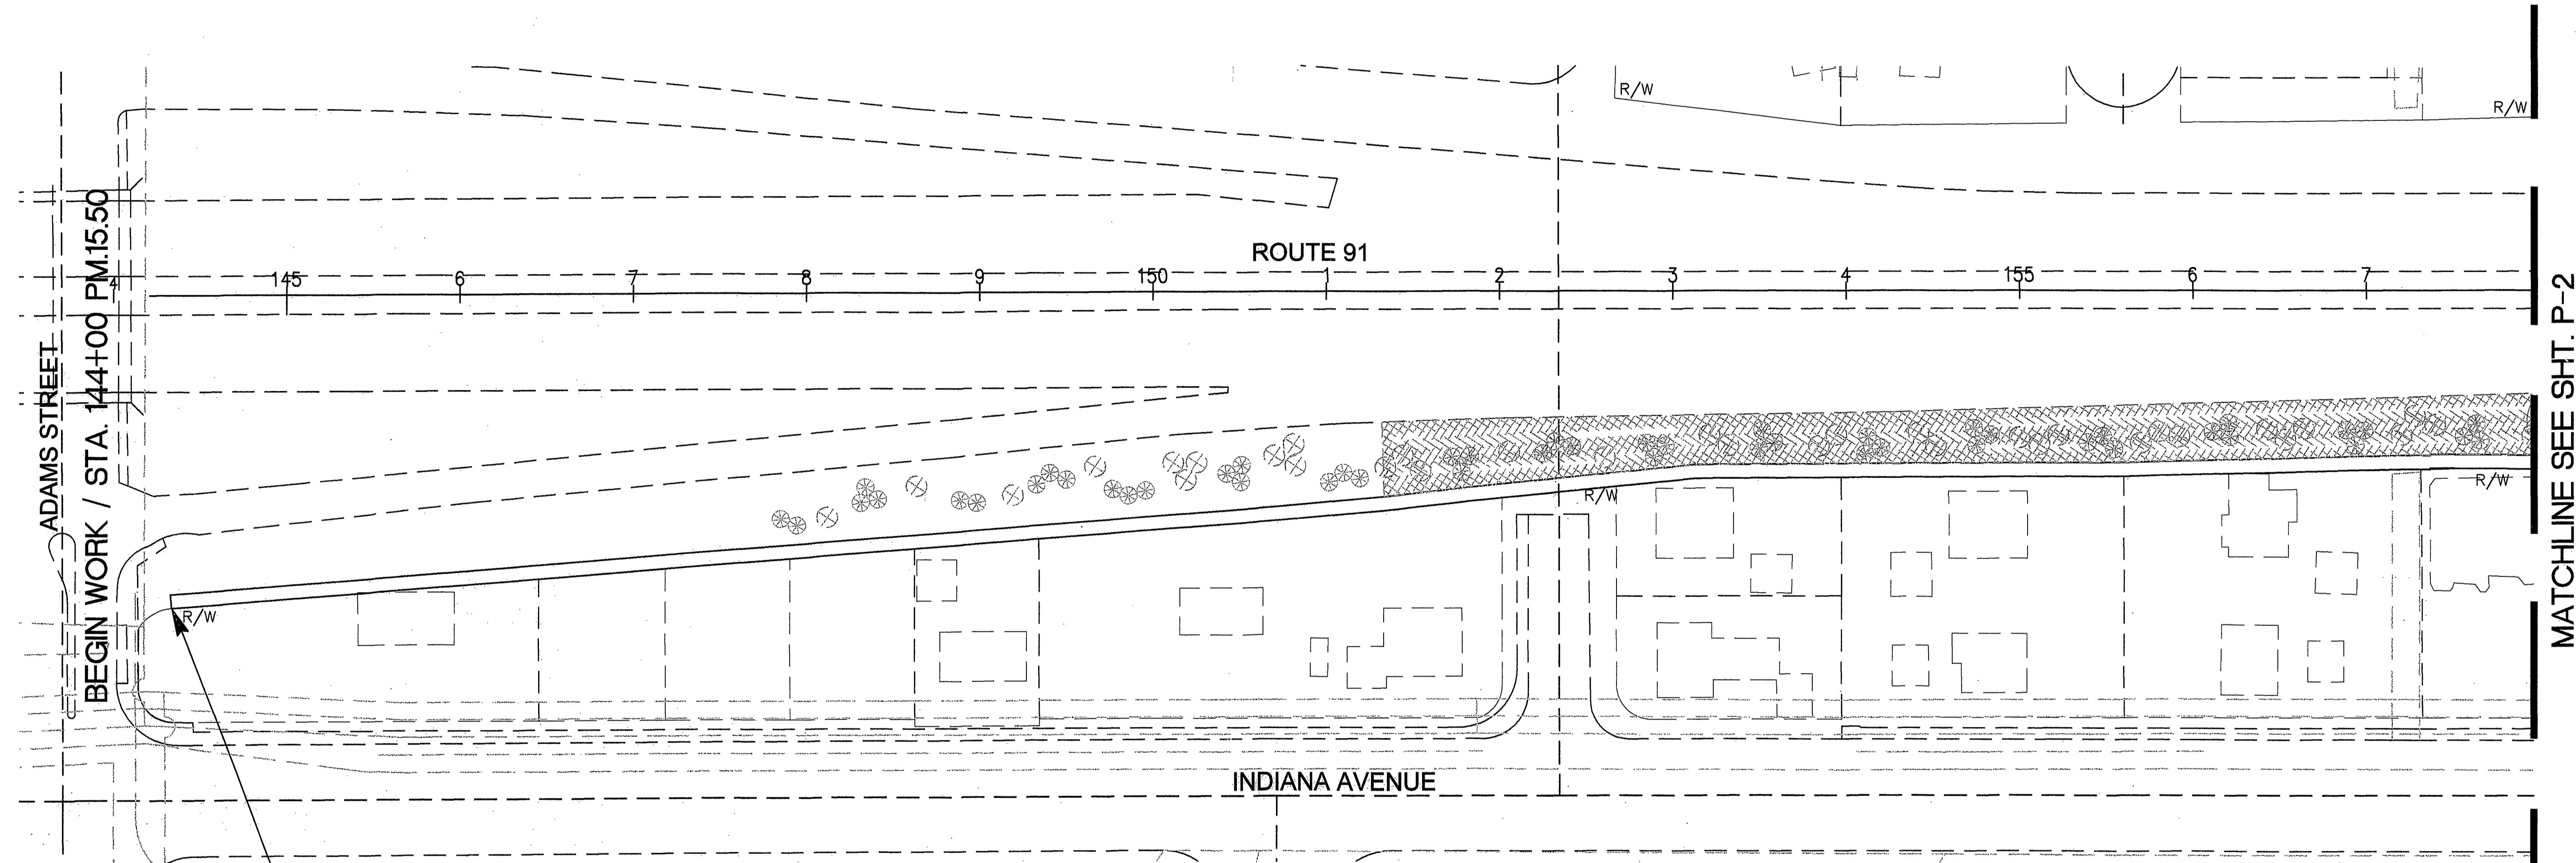 R/W
R/W
ROUTE 91
4 145 6 7 8 9 150 1 2 3 4 155 6 7
ADAMS STREET
BEGIN WORK / STA. 144+00 PM.15.50
MATCHLINE SEE SHT. P-2
R/W
R/W
R/W
INDIANA AVENUE